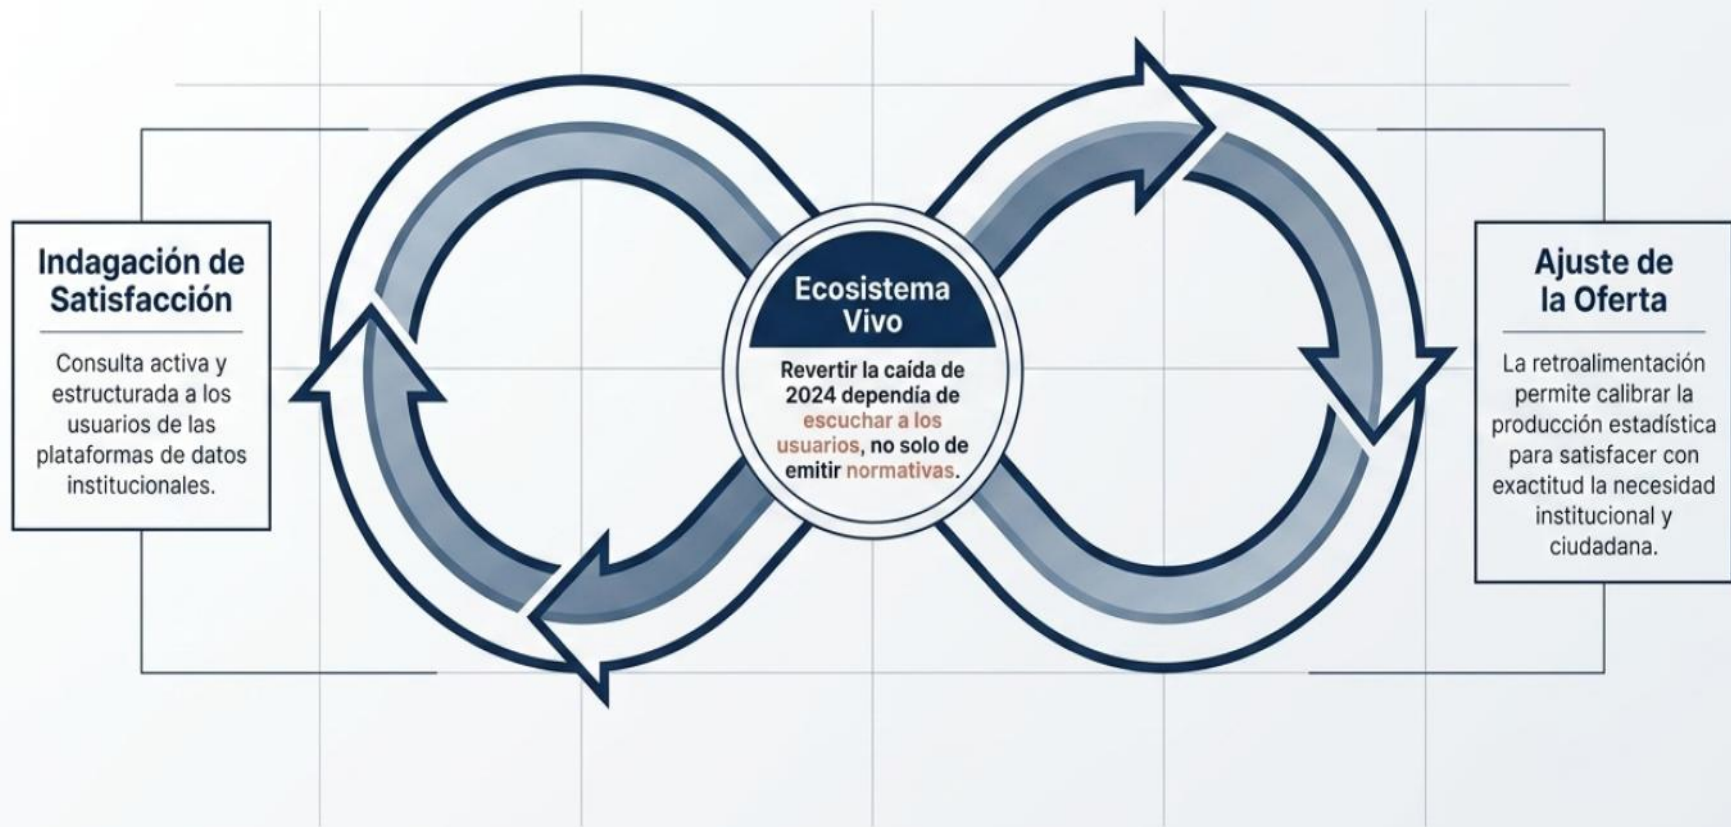 Indagación de
Satisfacción
Consulta activa y
estructurada a los
usuarios de las
plataformas de datos
institucionales.
Ecosistema
Vivo
Revertir la caída de
2024 dependía de
escuchar a los
usuarios, no solo de
emitir normativas.
Ajuste de
la Oferta
La retroalimentación
permite calibrar la
producción estadística
para satisfacer con
exactitud la necesidad
institucional y
ciudadana.